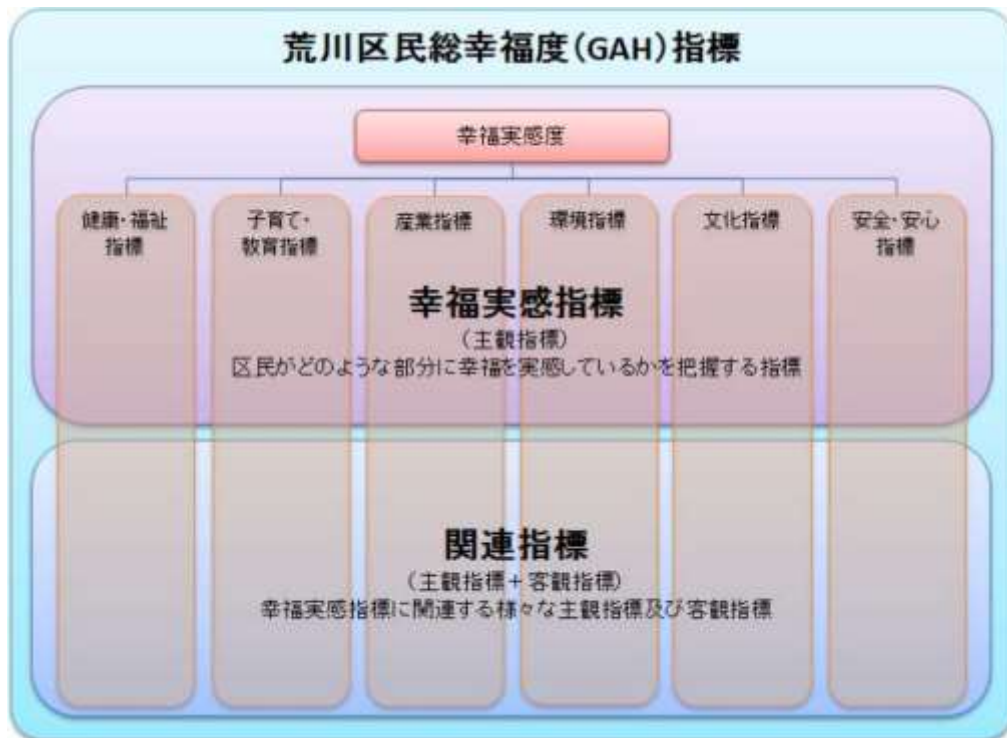 荒川区民総幸福度(GAH)指標
幸福実感度
健康・福祉
指標
子育て・
教育指標
産業指標
環境指標
文化指標
安全・安心
指標
幸福実感指標
(主観指標)
区民がどのような部分に幸福を実感しているかを把握する指標
関連指標
(主観指標+客観指標)
幸福実感指標に関連する様々な主観指標及び客観指標